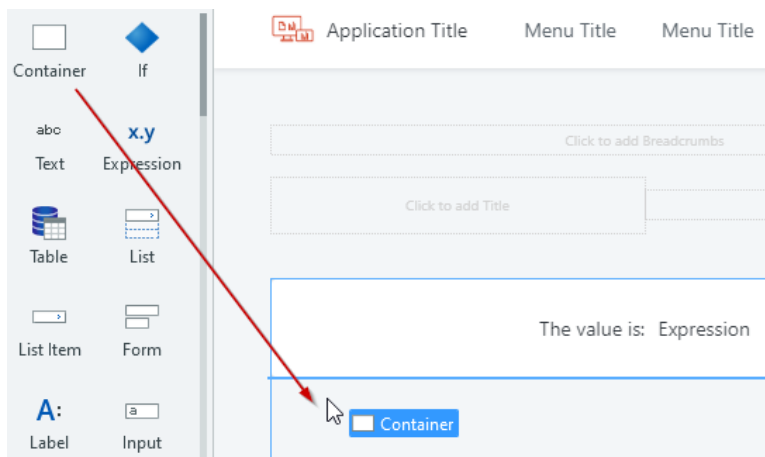 Application Title Menu Title Menu Title
Container If
abc x.y
Text Expression
Table List
List Item Form
A: a
Label Input
Click to add Breadcrumbs
Click to add Title
The value is: Expression
Container